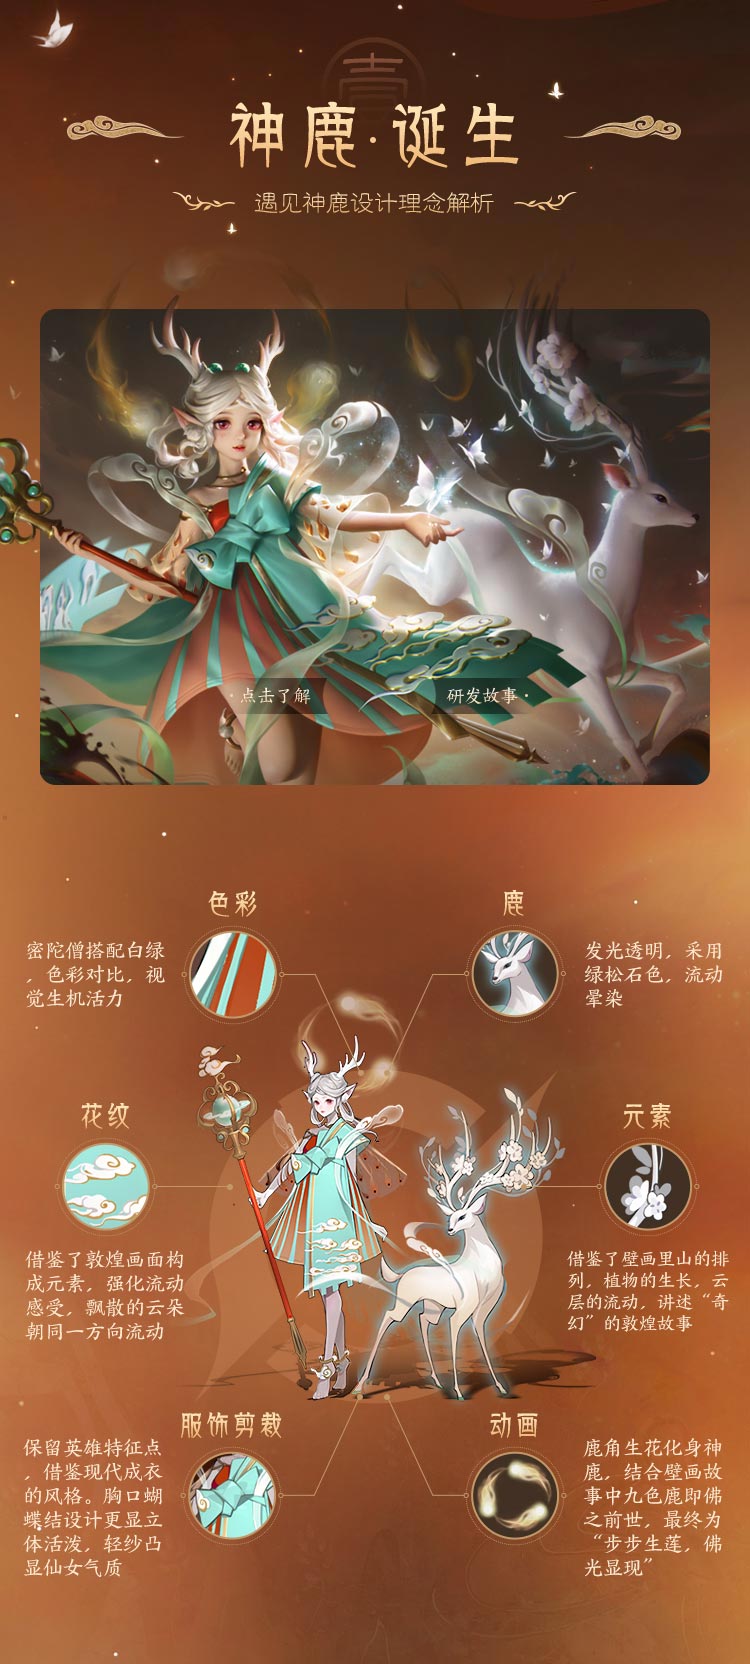 壹
神鹿·诞生
遇见神鹿设计理念解析
·点击了解
研发故事·
色彩
密陀僧搭配白绿
，色彩对比，视
觉生机活力
鹿
发光透明，采用
绿松石色，流动
晕染
花纹
借鉴了敦煌画面构
成元素，强化流动
感受，飘散的云朵
朝同一方向流动
元素
借鉴了壁画里山的排
列，植物的生长，云
层的流动，讲述“奇
幻”的敦煌故事
服饰剪裁
保留英雄特征点
，借鉴现代成衣
的风格。胸口蝴
蝶结设计更显立
体活泼，轻纱凸
显仙女气质
动画
鹿角生花化身神
鹿，结合壁画故
事中九色鹿即佛
之前世，最终为
“步步生莲，佛
光显现”